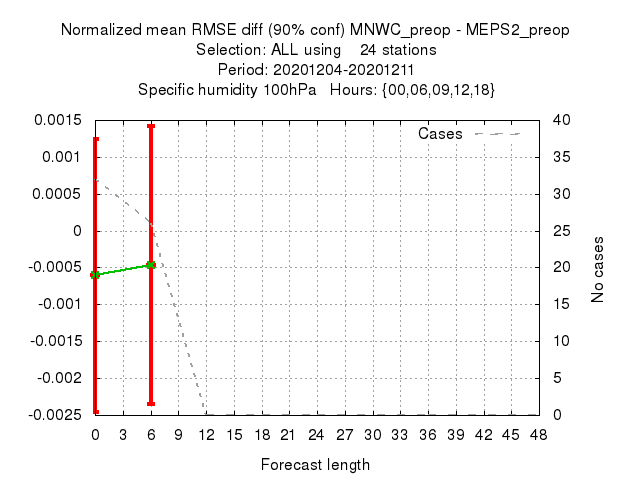 Normalized mean RMSE diff (90% conf) MNWC_preop - MEPS2_preop
Selection: ALL using    24 stations
Period: 20201204-20201211
Specific humidity 100hPa   Hours: {00,06,09,12,18}
Cases
0.0015
0.001
0.0005
0
-0.0005
-0.001
-0.0015
-0.002
-0.0025
40
35
30
25
20
15
10
5
0
No cases
0 3 6 9 12 15 18 21 24 27 30 33 36 39 42 45 48
Forecast length